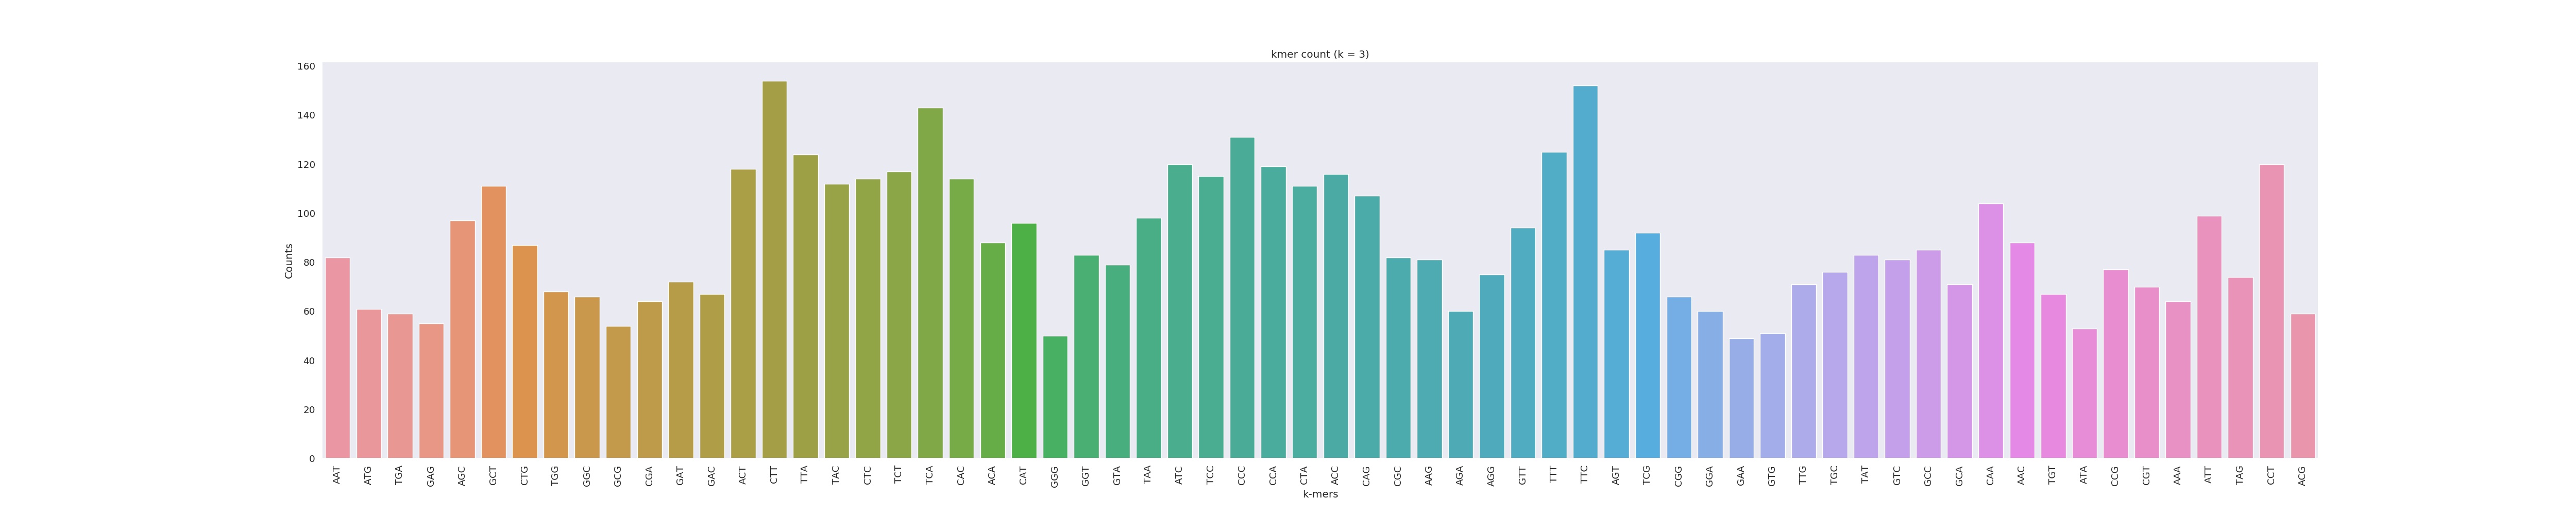 kmer count (k = 3)
160
140
120
100
80
60
40
20
0
Counts
AAT ATG TGA GAG AGC GCT CTG TGG GGC GCG CGA GAT GAC ACT CTT TTA TAC CTC TCT TCA CAC ACA CAT GGG GGT GTA TAA ATC TCC CCC CCA CTA ACC CAG CGC AAG AGA AGG GTT TTT TTC AGT TCG CGG GGA GAA GTG TTG TGC TAT GTC GCC GCA CAA AAC TGT ATA CCG CGT AAA ATT TAG CCT ACG
k-mers